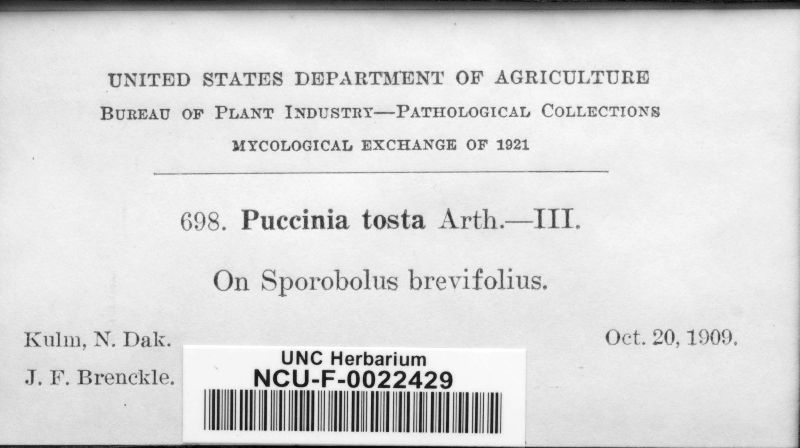 UNITED STATES DEPARTMENT OF AGRICULTURE
BUREAU OF PLANT INDUSTRY—PATHOLOGICAL COLLECTIONS
MYCOLOGICAL EXCHANGE OF 1921
698. Puccinia tosta Arth.—III.
On Sporobolus brevifolius.
Kulm, N. Dak. Oct. 20, 1909.
J. F. Brenckle.
UNC Herbarium
NCU-F-0022429